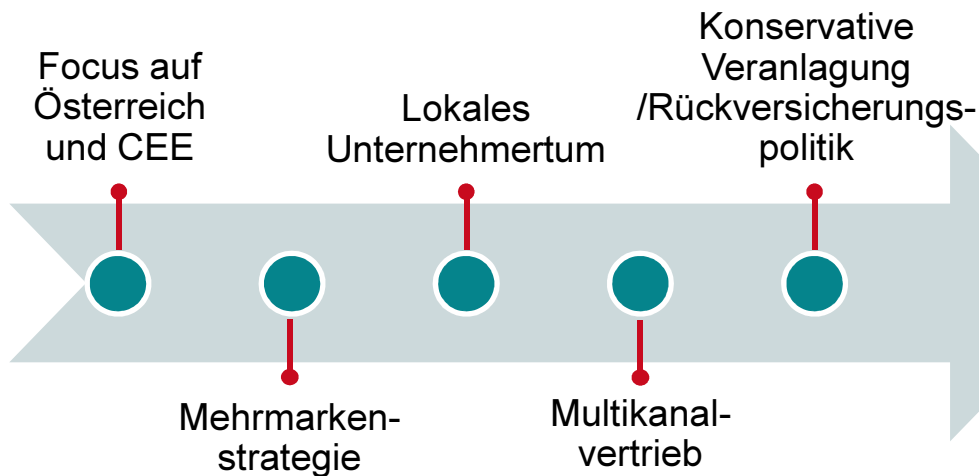 Focus auf
Österreich
und CEE
Mehrmarken-
strategie
Lokales
Unternehmertum
Multikanal-
vertrieb
Konservative
Veranlagung
/Rückversicherungs-
politik